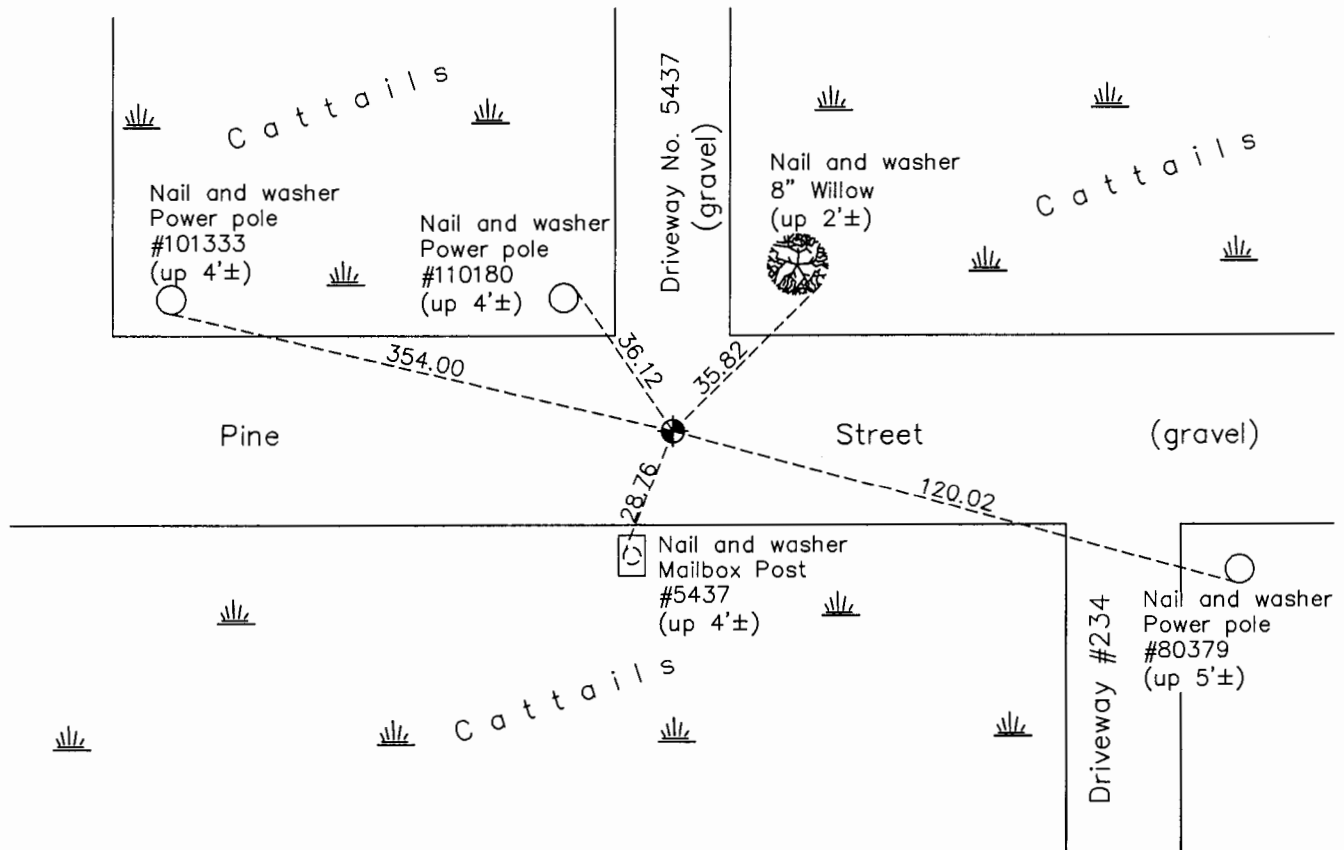 Cattails
Nail and washer
Power pole
#101333
(up 4'±)
Nail and washer
Power pole
#110180
(up 4'±)
Driveway No. 5437
(gravel)
Nail and washer
8" Willow
(up 2'±)
Cattails
354.00
36.12
35.82
Pine
Street
(gravel)
28.76
120.02
Nail and washer
Mailbox Post
#5437
(up 4'±)
Cattails
Driveway #234
Nail and washer
Power pole
#80379
(up 5'±)